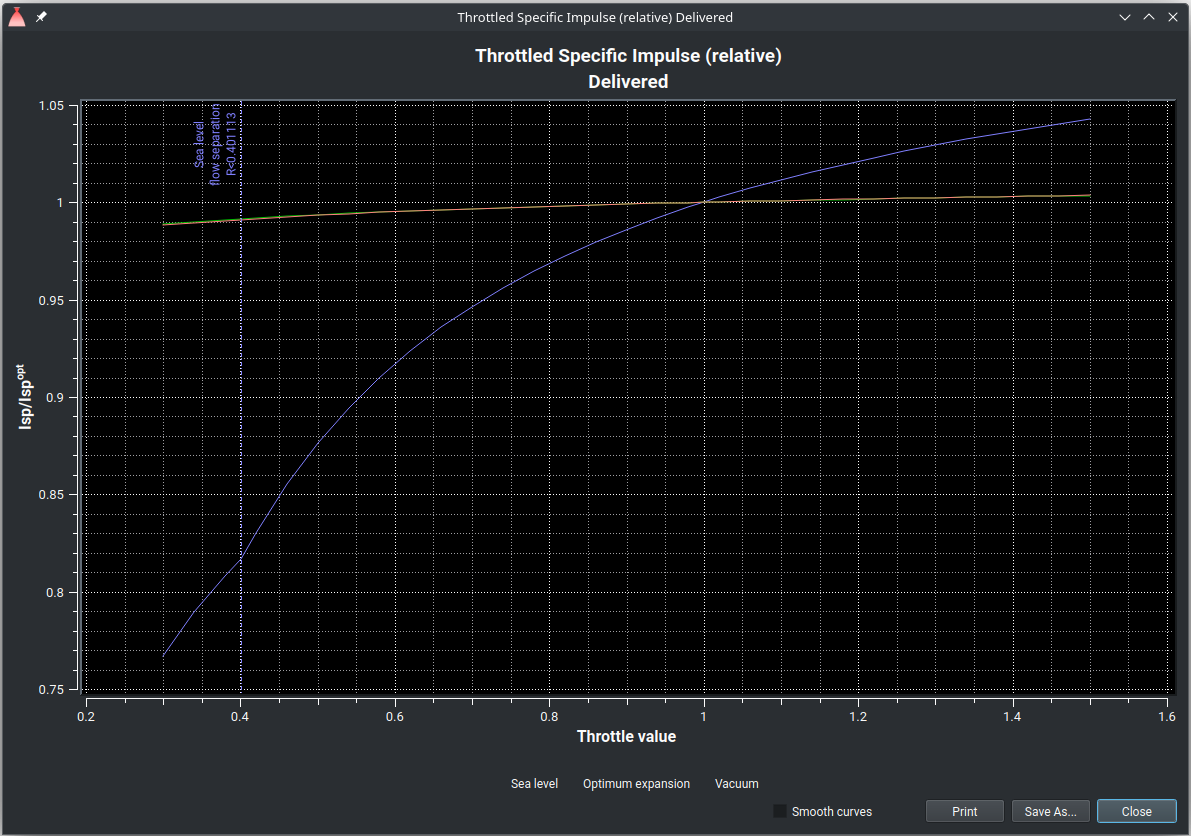 Throttled Specific Impulse (relative) Delivered
Throttled Specific Impulse (relative)
Delivered
Sea level
flow separation
R<0.401113
1.05
1
0.95
0.9
0.85
0.8
0.75
Isp/Isp^opt
0.2 0.4 0.6 0.8 1 1.2 1.4 1.6
Throttle value
Sea level Optimum expansion Vacuum
Smooth curves Print Save As... Close